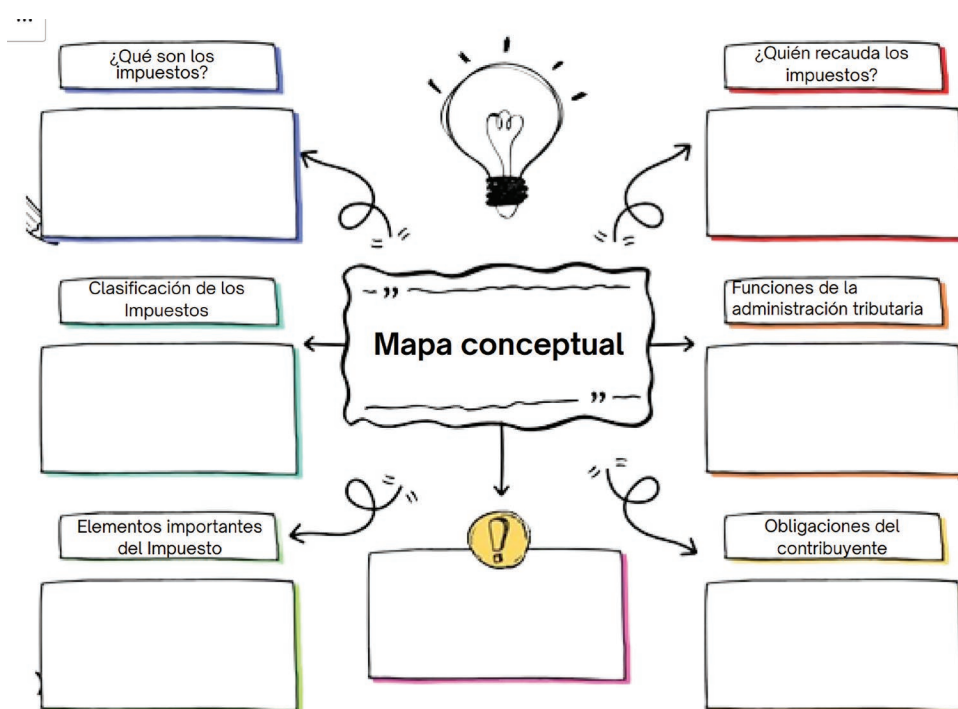 ...
¿Qué son los
impuestos?
¿Quién recauda los
impuestos?
Clasificación de los
Impuestos
Mapa conceptual
Funciones de la
administración tributaria
Elementos importantes
del Impuesto
!
Obligaciones del
contribuyente